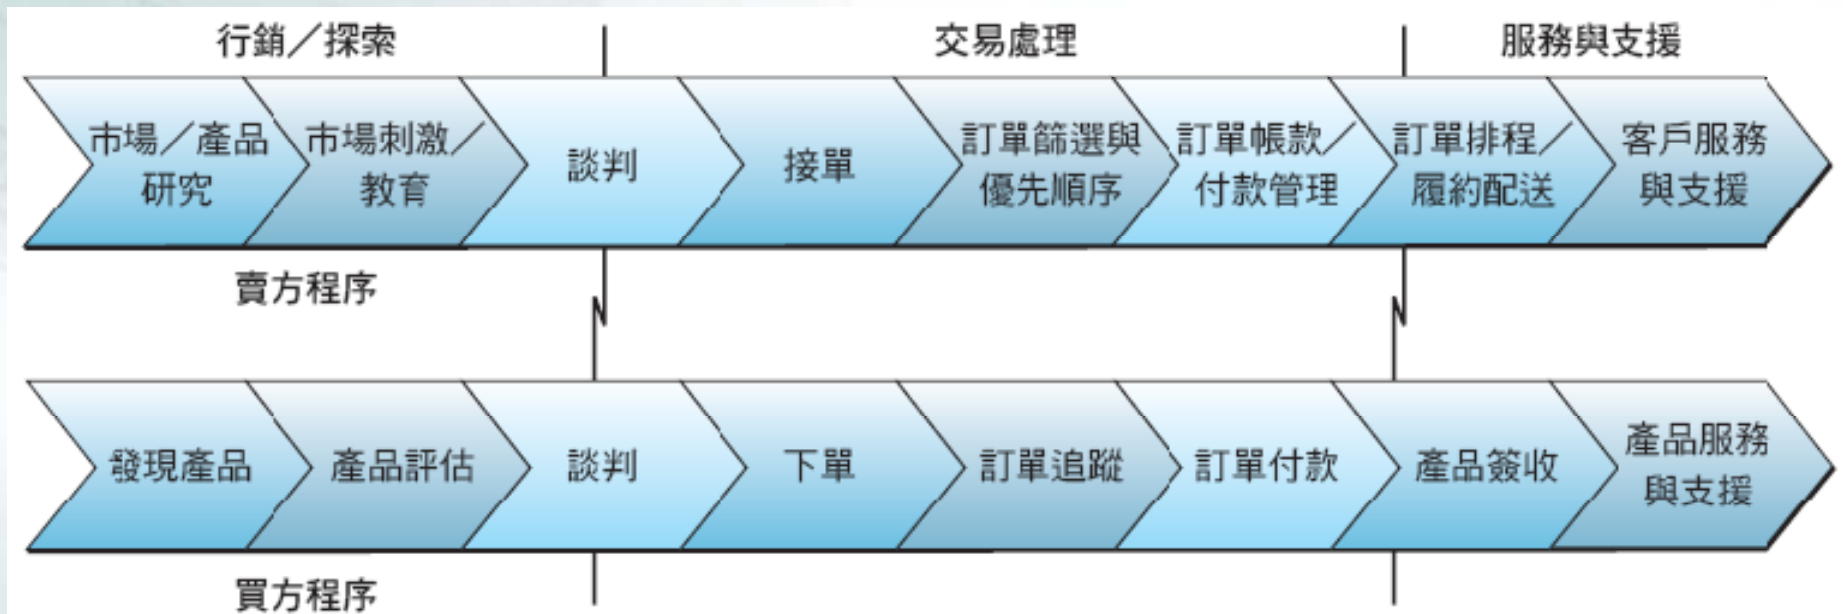 行銷／探索
交易處理
服務與支援
市場／產品
研究
市場刺激／
教育
談判
接單
訂單篩選與
優先順序
訂單帳款／
付款管理
訂單排程／
履約配送
客戶服務
與支援
賣方程序
發現產品
產品評估
談判
下單
訂單追蹤
訂單付款
產品簽收
產品服務
與支援
買方程序